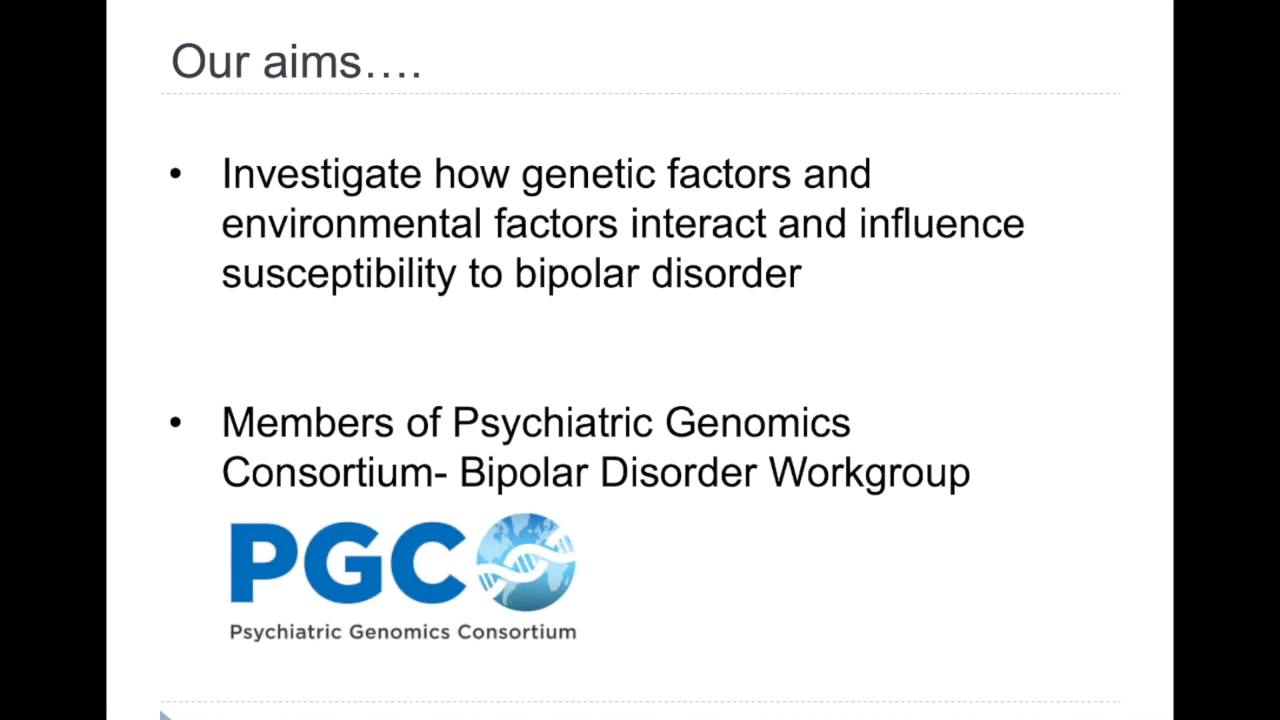 Our aims....
• Investigate how genetic factors and
environmental factors interact and influence
susceptibility to bipolar disorder
• Members of Psychiatric Genomics
Consortium- Bipolar Disorder Workgroup
PGC
Psychiatric Genomics Consortium